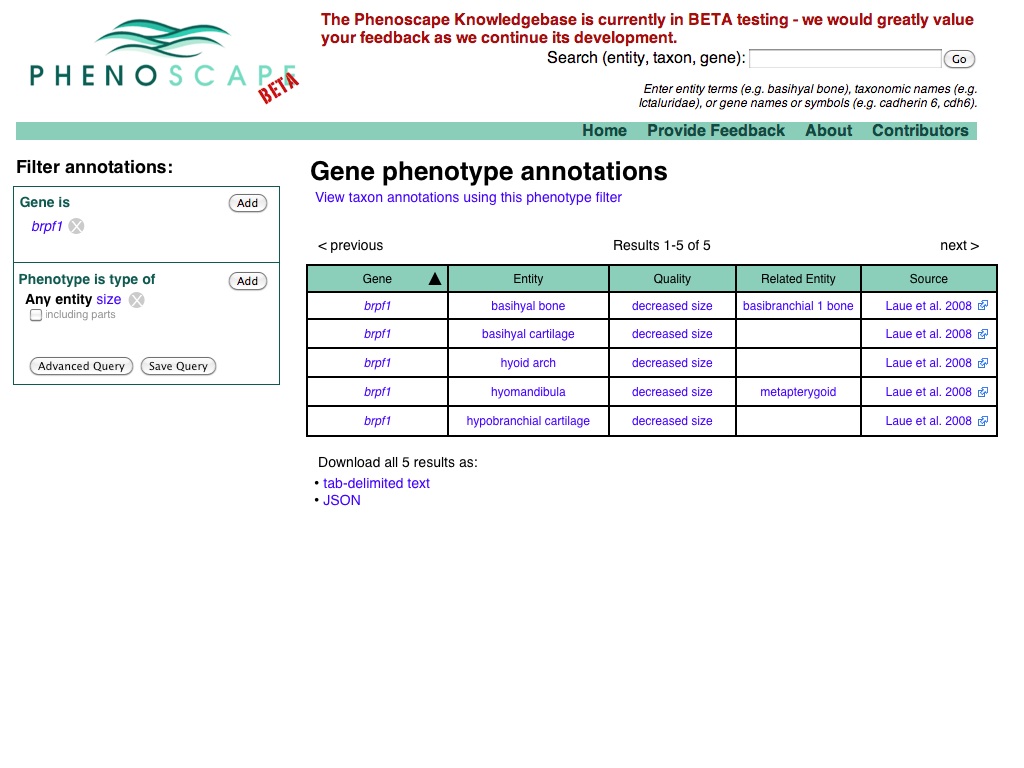 PHENOSCAPE
BETA
The Phenoscape Knowledgebase is currently in BETA testing - we would greatly value
your feedback as we continue its development.
Search (entity, taxon, gene): Go
Enter entity terms (e.g. basihyal bone), taxonomic names (e.g.
Ictaluridae), or gene names or symbols (e.g. cadherin 6, cdh6).
Home Provide Feedback About Contributors
Filter annotations:
Gene is Add
brpf1
Phenotype is type of Add
Any entity size
including parts
Advanced Query Save Query
Gene phenotype annotations
View taxon annotations using this phenotype filter
< previous Results 1-5 of 5 next >
Gene ▲ Entity Quality Related Entity Source
brpf1 basihyal bone decreased size basibranchial 1 bone Laue et al. 2008
brpf1 basihyal cartilage decreased size Laue et al. 2008
brpf1 hyoid arch decreased size Laue et al. 2008
brpf1 hyomandibula decreased size metapterygoid Laue et al. 2008
brpf1 hypobranchial cartilage decreased size Laue et al. 2008
Download all 5 results as:
• tab-delimited text
• JSON